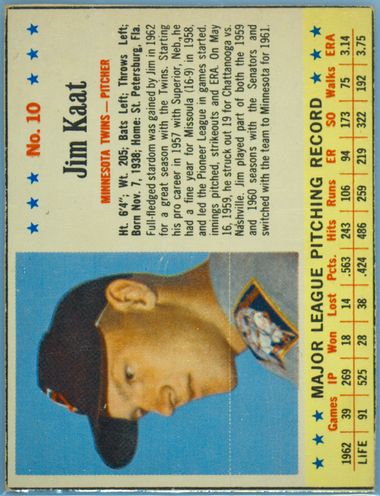 ★ ★ ★ No. 10 ★ ★ ★
Jim Kaat
MINNESOTA TWINS — PITCHER
Ht. 6'4"; Wt. 205; Bats Left; Throws Left;
Born Nov. 7, 1938; Home: St. Petersburg, Fla.
Full-fledged stardom was gained by Jim in 1962
for a great season with the Twins. Starting
his pro career in 1957 with Superior, Neb., he
had a fine year for Missoula (16-9) in 1958,
and led the Pioneer League in games started,
innings pitched, strikeouts and ERA. On May
16, 1959, he struck out 19 for Chattanooga vs.
Nashville. Jim played part of both the 1959
and 1960 seasons with the Senators and
switched with the team to Minnesota for 1961.
★ ★ ★ MAJOR LEAGUE PITCHING RECORD ★ ★ ★
Games IP Won Lost Pcts. Hits Runs ER SO Walks ERA
1962 39 269 18 14 .563 243 106 94 173 75 3.14
LIFE 91 525 28 38 .424 486 259 219 322 192 3.75